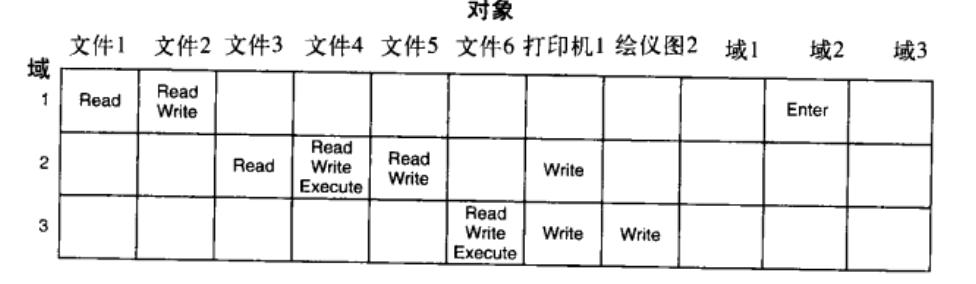 对象
文件1 文件2 文件3 文件4 文件5 文件6 打印机1 绘仪图2 域1 域2 域3
域
1 Read Read Write Enter
2 Read Read Write Execute Read Write Write
3 Read Write Execute Write Write